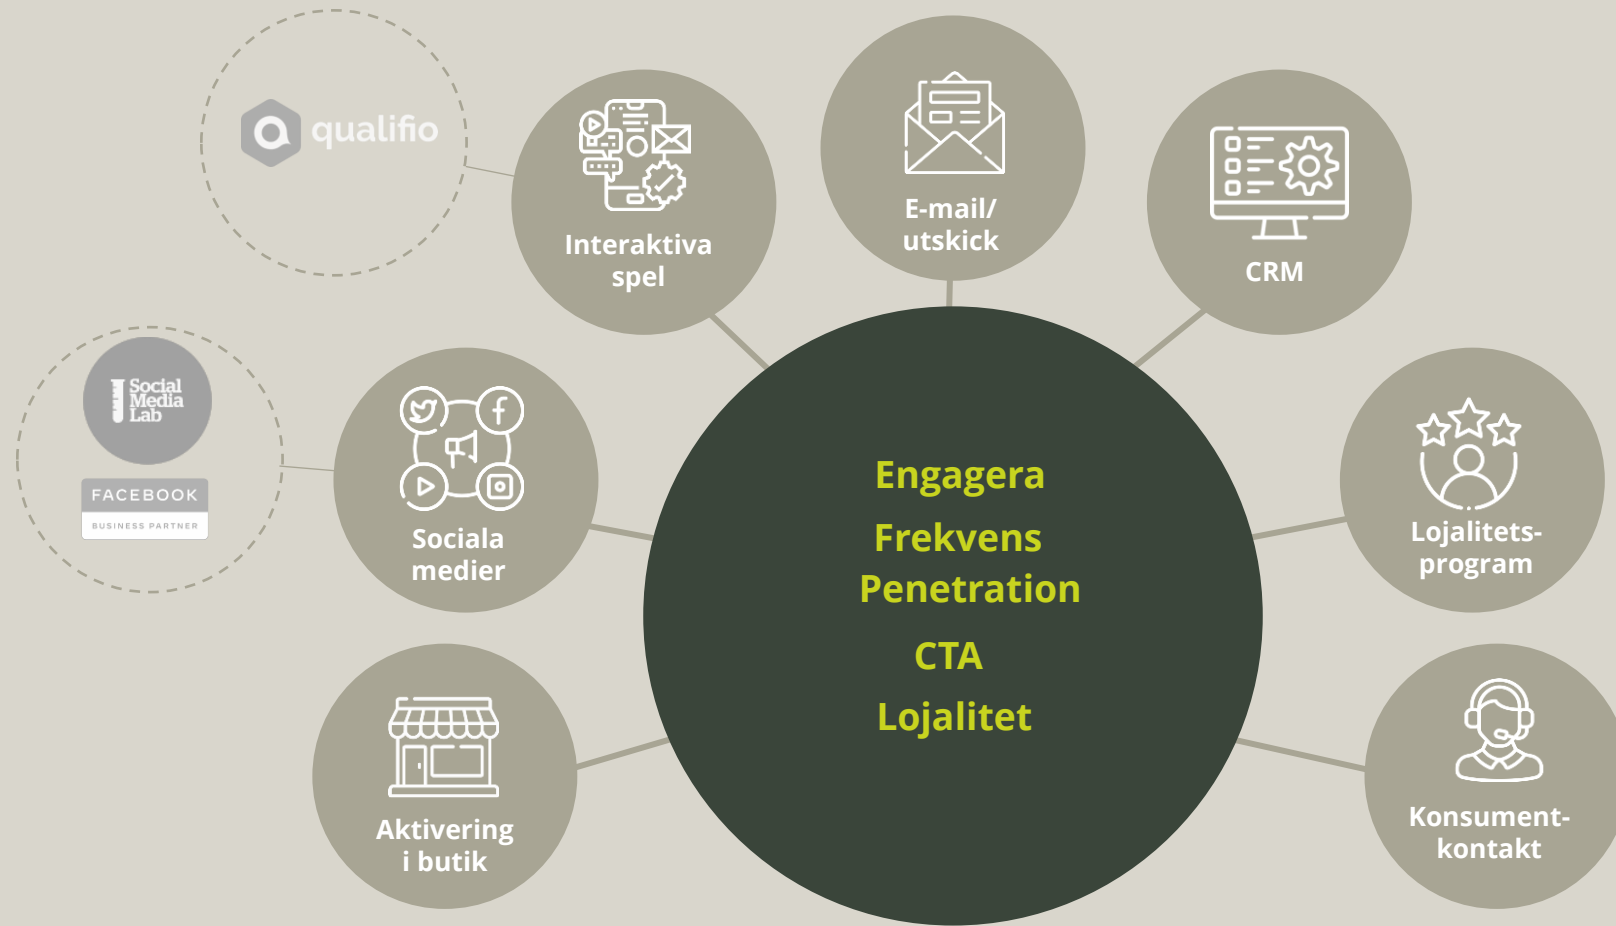 qualifio
Interaktiva
spel
E-mail/
utskick
CRM
Social
Media
Lab
FACEBOOK
BUSINESS PARTNER
Sociala
medier
Engagera
Frekvens
Penetration
CTA
Lojalitet
Lojalitets-
program
Aktivering
i butik
Konsument-
kontakt